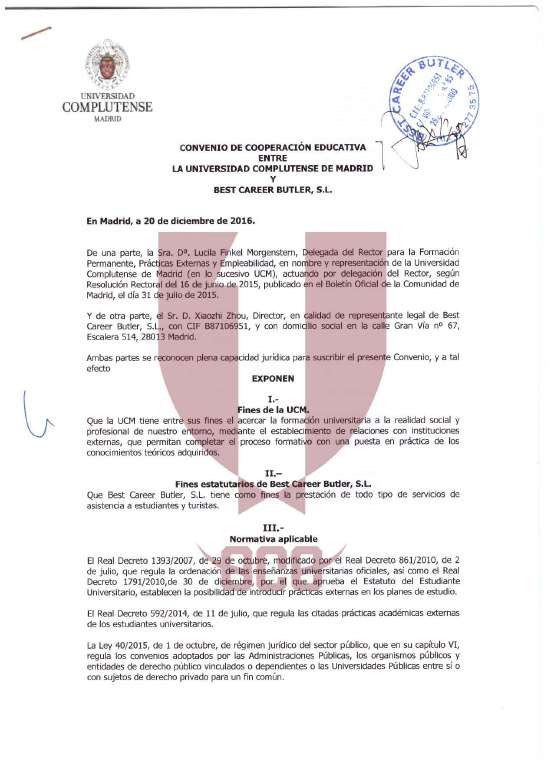 UNIVERSIDAD
COMPLUTENSE
MADRID
BEST CAREER BUTLER
CONVENIO DE COOPERACIÓN EDUCATIVA
ENTRE
LA UNIVERSIDAD COMPLUTENSE DE MADRID
Y
BEST CAREER BUTLER, S.L.
En Madrid, a 20 de diciembre de 2016.
De una parte, la Sra. Dª. Lucila Finkel Morgenstern, Delegada del Rector para la Formación
Permanente, Prácticas Externas y Empleabilidad, en nombre y representación de la Universidad
Complutense de Madrid (en lo sucesivo UCM), actuando por delegación del Rector, según
Resolución Rectoral del 16 de junio de 2015, publicado en el Boletín Oficial de la Comunidad de
Madrid, el día 31 de julio de 2015.
Y de otra parte, el Sr. D. Xiaozhi Zhou, Director, en calidad de representante legal de Best
Career Butler, S.L., con CIF B87106951, y con domicilio social en la calle Gran Vía nº 67,
Escalera 514, 28013 Madrid.
Ambas partes se reconocen plena capacidad jurídica para suscribir el presente Convenio, y a tal
efecto
EXPONEN
I.-
Fines de la UCM.
Que la UCM tiene entre sus fines el acercar la formación universitaria a la realidad social y
profesional de nuestro entorno, mediante el establecimiento de relaciones con instituciones
externas, que permitan completar el proceso formativo con una puesta en práctica de los
conocimientos teóricos adquiridos.
II.–
Fines estatutarios de Best Career Butler, S.L.
Que Best Career Butler, S.L. tiene como fines la prestación de todo tipo de servicios de
asistencia a estudiantes y turistas.
III.-
Normativa aplicable
El Real Decreto 1393/2007, de 29 de octubre, modificado por el Real Decreto 861/2010, de 2
de julio, que regula la ordenación de las enseñanzas universitarias oficiales, así como el Real
Decreto 1791/2010,de 30 de diciembre, por el que aprueba el Estatuto del Estudiante
Universitario, establecen la posibilidad de introducir prácticas externas en los planes de estudio.
El Real Decreto 592/2014, de 11 de julio, que regula las citadas prácticas académicas externas
de los estudiantes universitarios.
La Ley 40/2015, de 1 de octubre, de régimen jurídico del sector público, que en su capítulo VI,
regula los convenios adoptados por las Administraciones Públicas, los organismos públicos y
entidades de derecho público vinculados o dependientes o las Universidades Públicas entre sí o
con sujetos de derecho privado para un fin común.